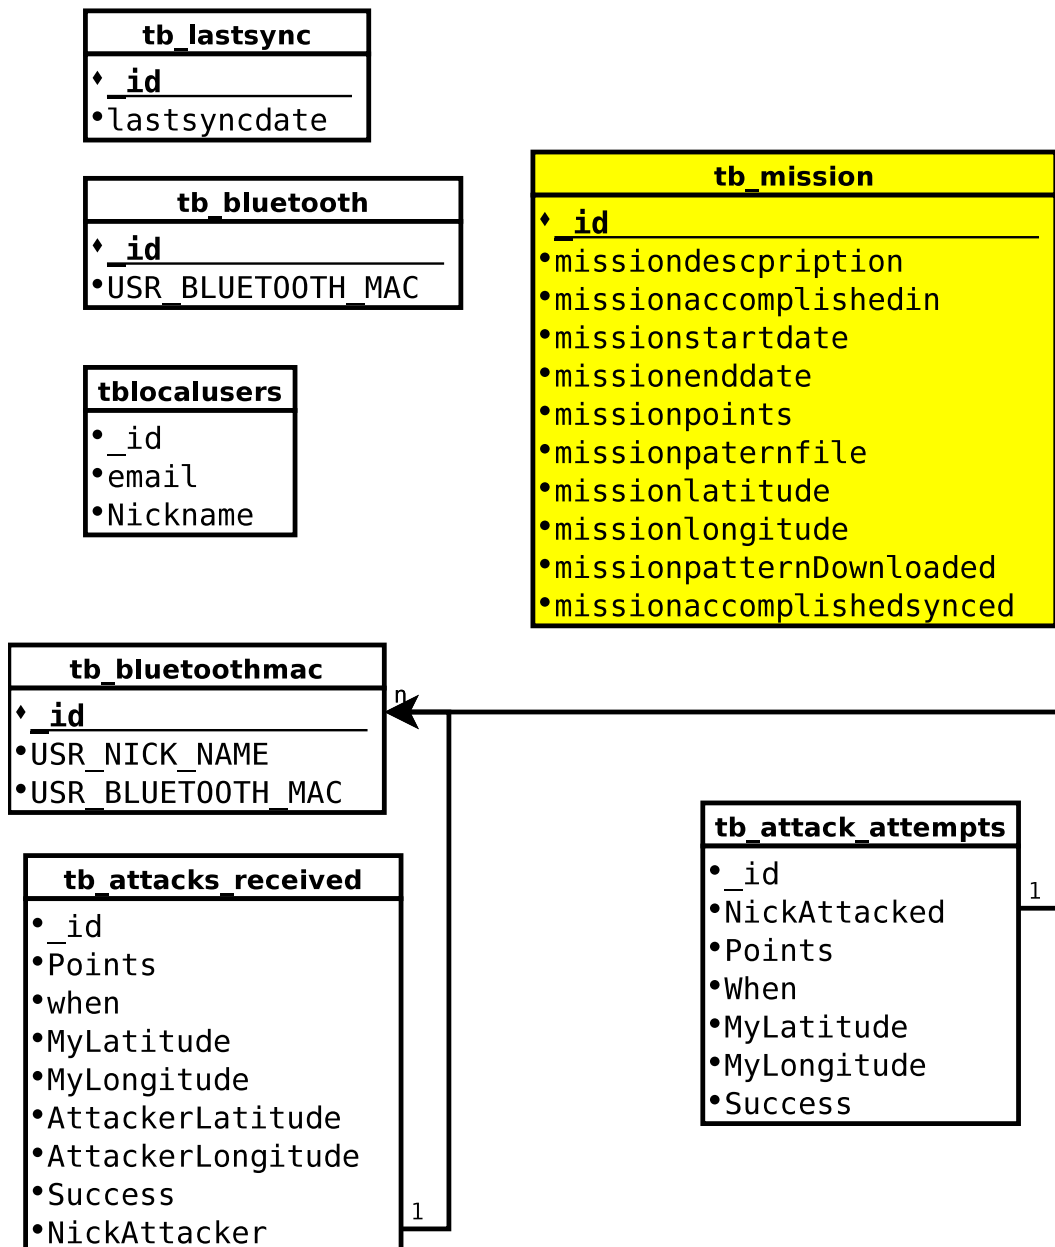 tb_lastsync
_id
lastsyncdate
tb_bluetooth
_id
USR_BLUETOOTH_MAC
tblocalusers
_id
email
Nickname
tb_mission
_id
missiondescpription
missionaccomplishedin
missionstartdate
missionenddate
missionpoints
missionpaternfile
missionlatitude
missionlongitude
missionpatternDownloaded
missionaccomplishedsynced
tb_bluetoothmac
_id
USR_NICK_NAME
USR_BLUETOOTH_MAC
n
tb_attacks_received
_id
Points
when
MyLatitude
MyLongitude
AttackerLatitude
AttackerLongitude
Success
NickAttacker
1
tb_attack_attempts
_id
NickAttacked
Points
When
MyLatitude
MyLongitude
Success
1